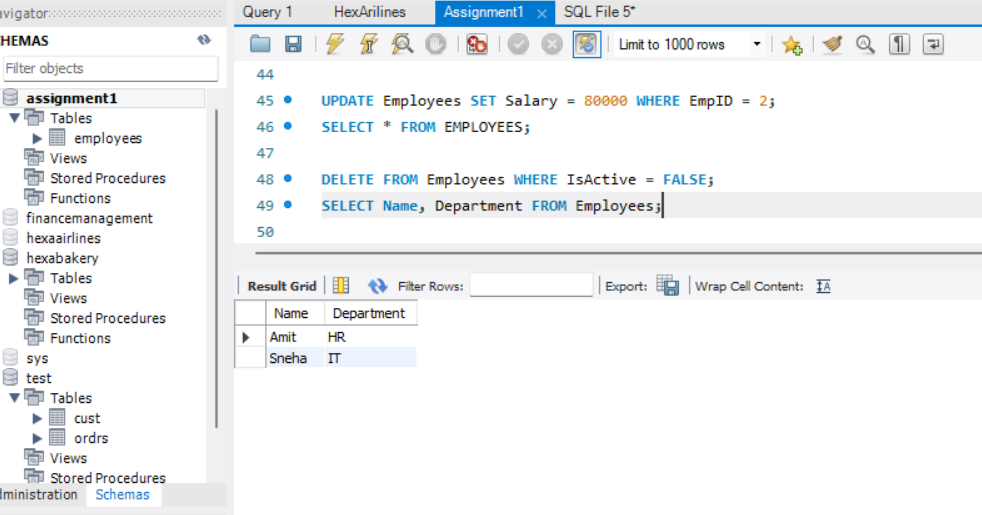 avigator
HEMAS
Filter objects
assignment1
Tables
employees
Views
Stored Procedures
Functions
financemanagement
hexaairlines
hexabakery
Tables
Views
Stored Procedures
Functions
sys
test
Tables
cust
ordrs
Views
Stored Procedures
dministration Schemas
Query 1 HexArilines Assignment1 SQL File 5*
Limit to 1000 rows
44
45 UPDATE Employees SET Salary = 80000 WHERE EmpID = 2;
46 SELECT * FROM EMPLOYEES;
47
48 DELETE FROM Employees WHERE IsActive = FALSE;
49 SELECT Name, Department FROM Employees;
50
Result Grid Filter Rows: Export: Wrap Cell Content:
Name Department
Amit HR
Sneha IT